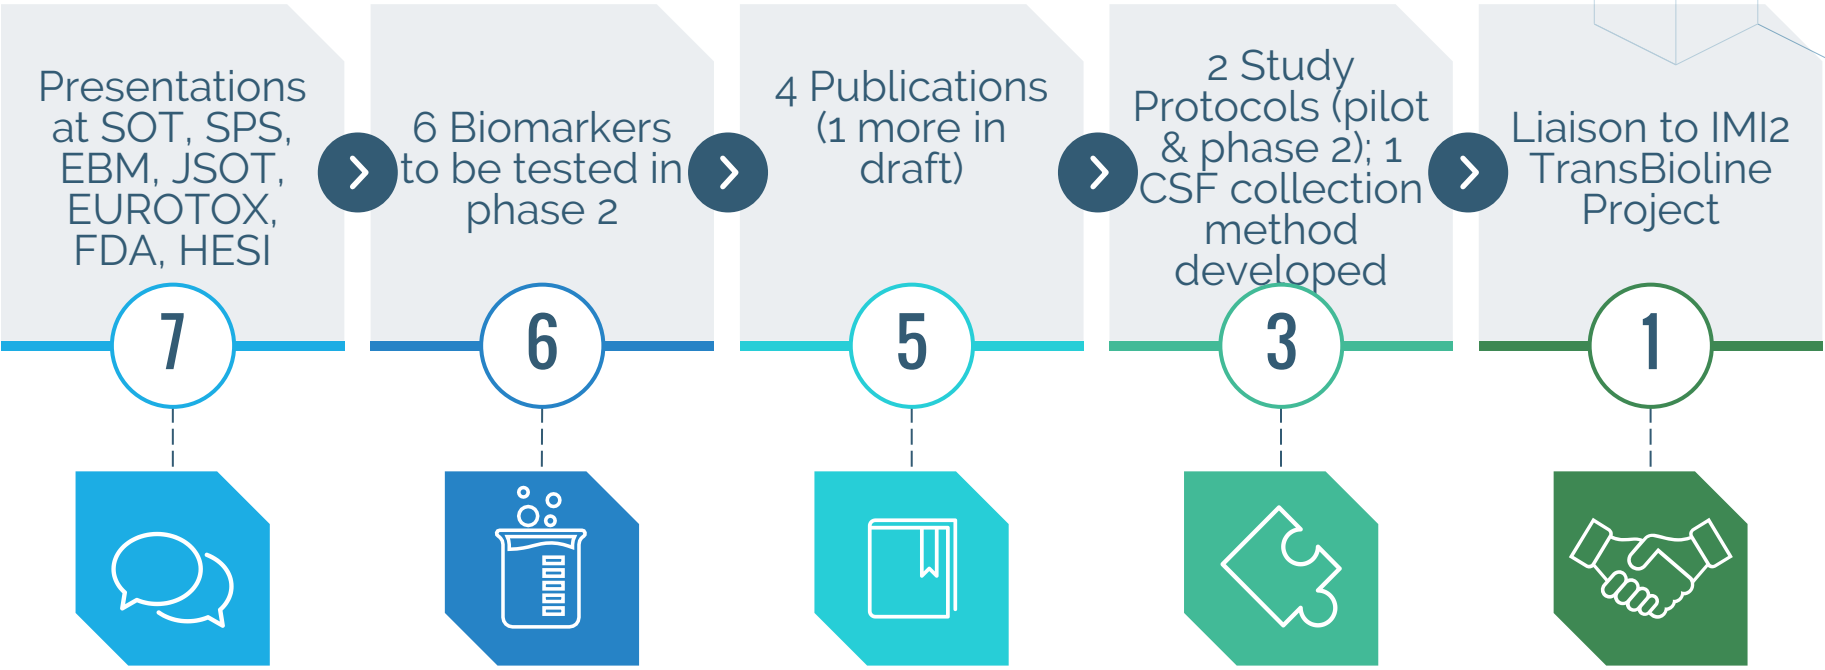 Presentations
at SOT, SPS,
EBM, JSOT,
EUROTOX,
FDA, HESI
7
6 Biomarkers
to be tested in
phase 2
6
4 Publications
(1 more in
draft)
5
2 Study
Protocols (pilot
& phase 2); 1
CSF collection
method
developed
3
Liaison to IMI2
TransBioline
Project
1